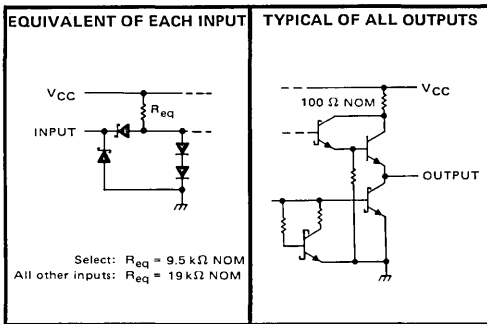 EQUIVALENT OF EACH INPUT
VCC
Req
INPUT
Select: Req = 9.5 kΩ NOM
All other inputs: Req = 19 kΩ NOM
TYPICAL OF ALL OUTPUTS
VCC
100 Ω NOM
OUTPUT